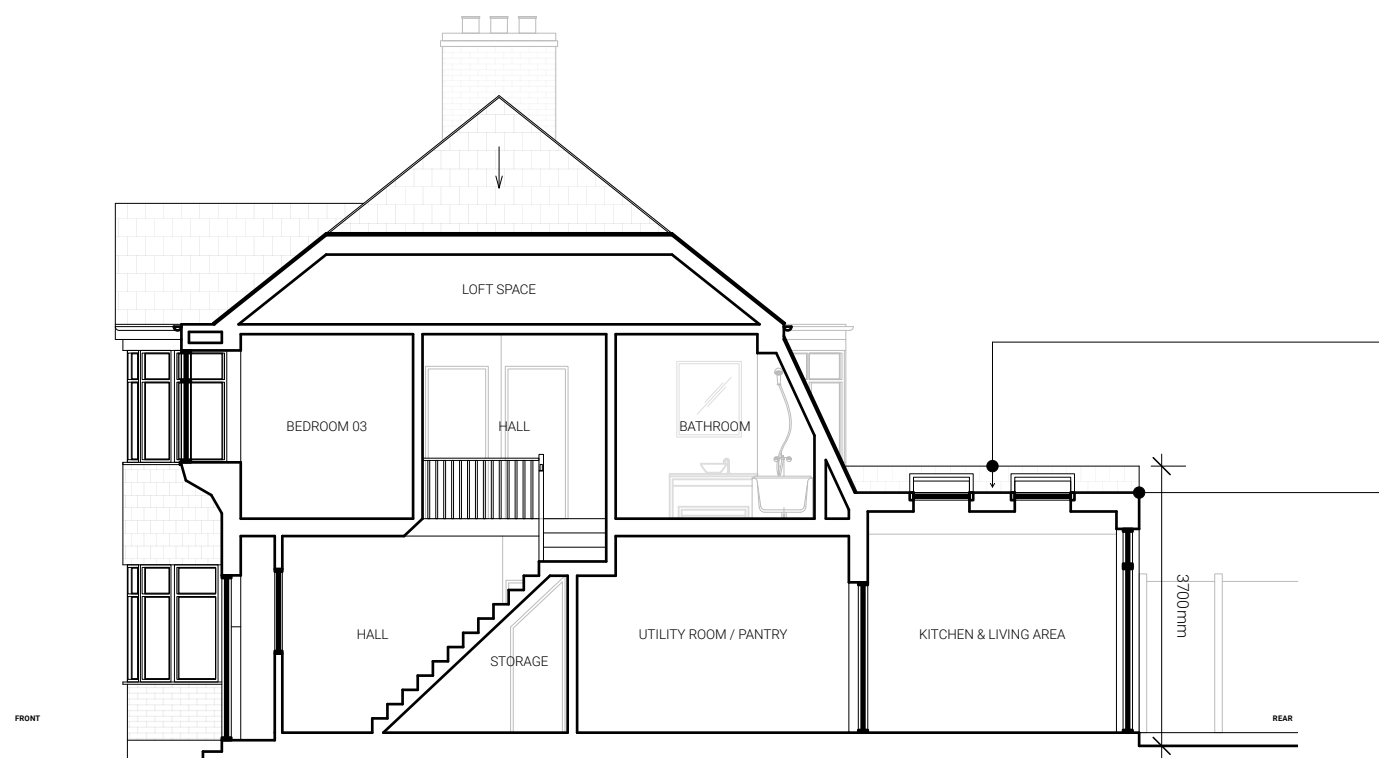 LOFT SPACE
BEDROOM 03
HALL
BATHROOM
3700mm
HALL
UTILITY ROOM / PANTRY
KITCHEN & LIVING AREA
STORAGE
FRONT
REAR